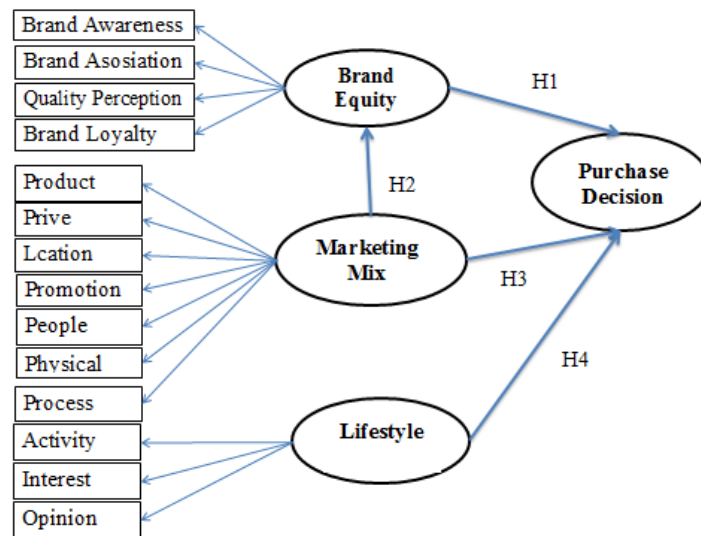 Brand Awareness
Brand Asosiation
Quality Perception
Brand Loyalty
Product
Prive
Lcation
Promotion
People
Physical
Process
Activity
Interest
Opinion
Brand
Equity
H1
H2
Marketing
Mix
H3
Purchase
Decision
H4
Lifestyle